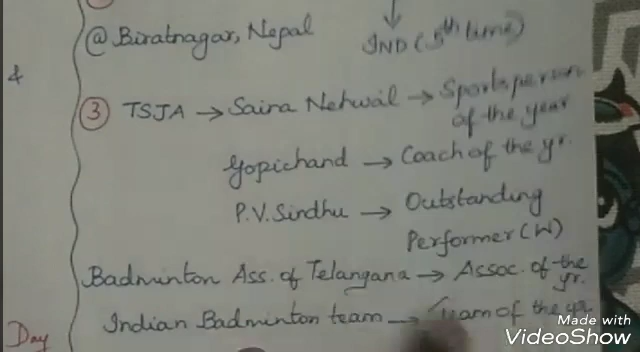 @ Biratnagar, Nepal
IND (5th time)
&
③ TSJA → Saina Nehwal → Sportsperson
of the year
Gopichand → Coach of the yr.
P.V. Sindhu → Outstanding
Performer (W)
Badminton Ass. of Telangana → Assoc. of the
yr.
Indian Badminton team → Team of the yr.
Day
Made with
VideoShow